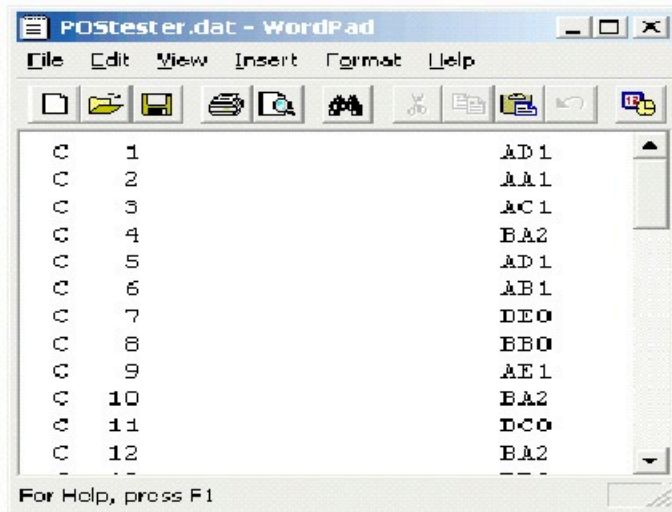 POStester.dat - WordPad
File Edit View Insert Format Help
C 1 AD1
C 2 AA1
C 3 AC1
C 4 BA2
C 5 AD1
C 6 AB1
C 7 DE0
C 8 BB0
C 9 AE1
C 10 BA2
C 11 DC0
C 12 BA2
For Help, press F1